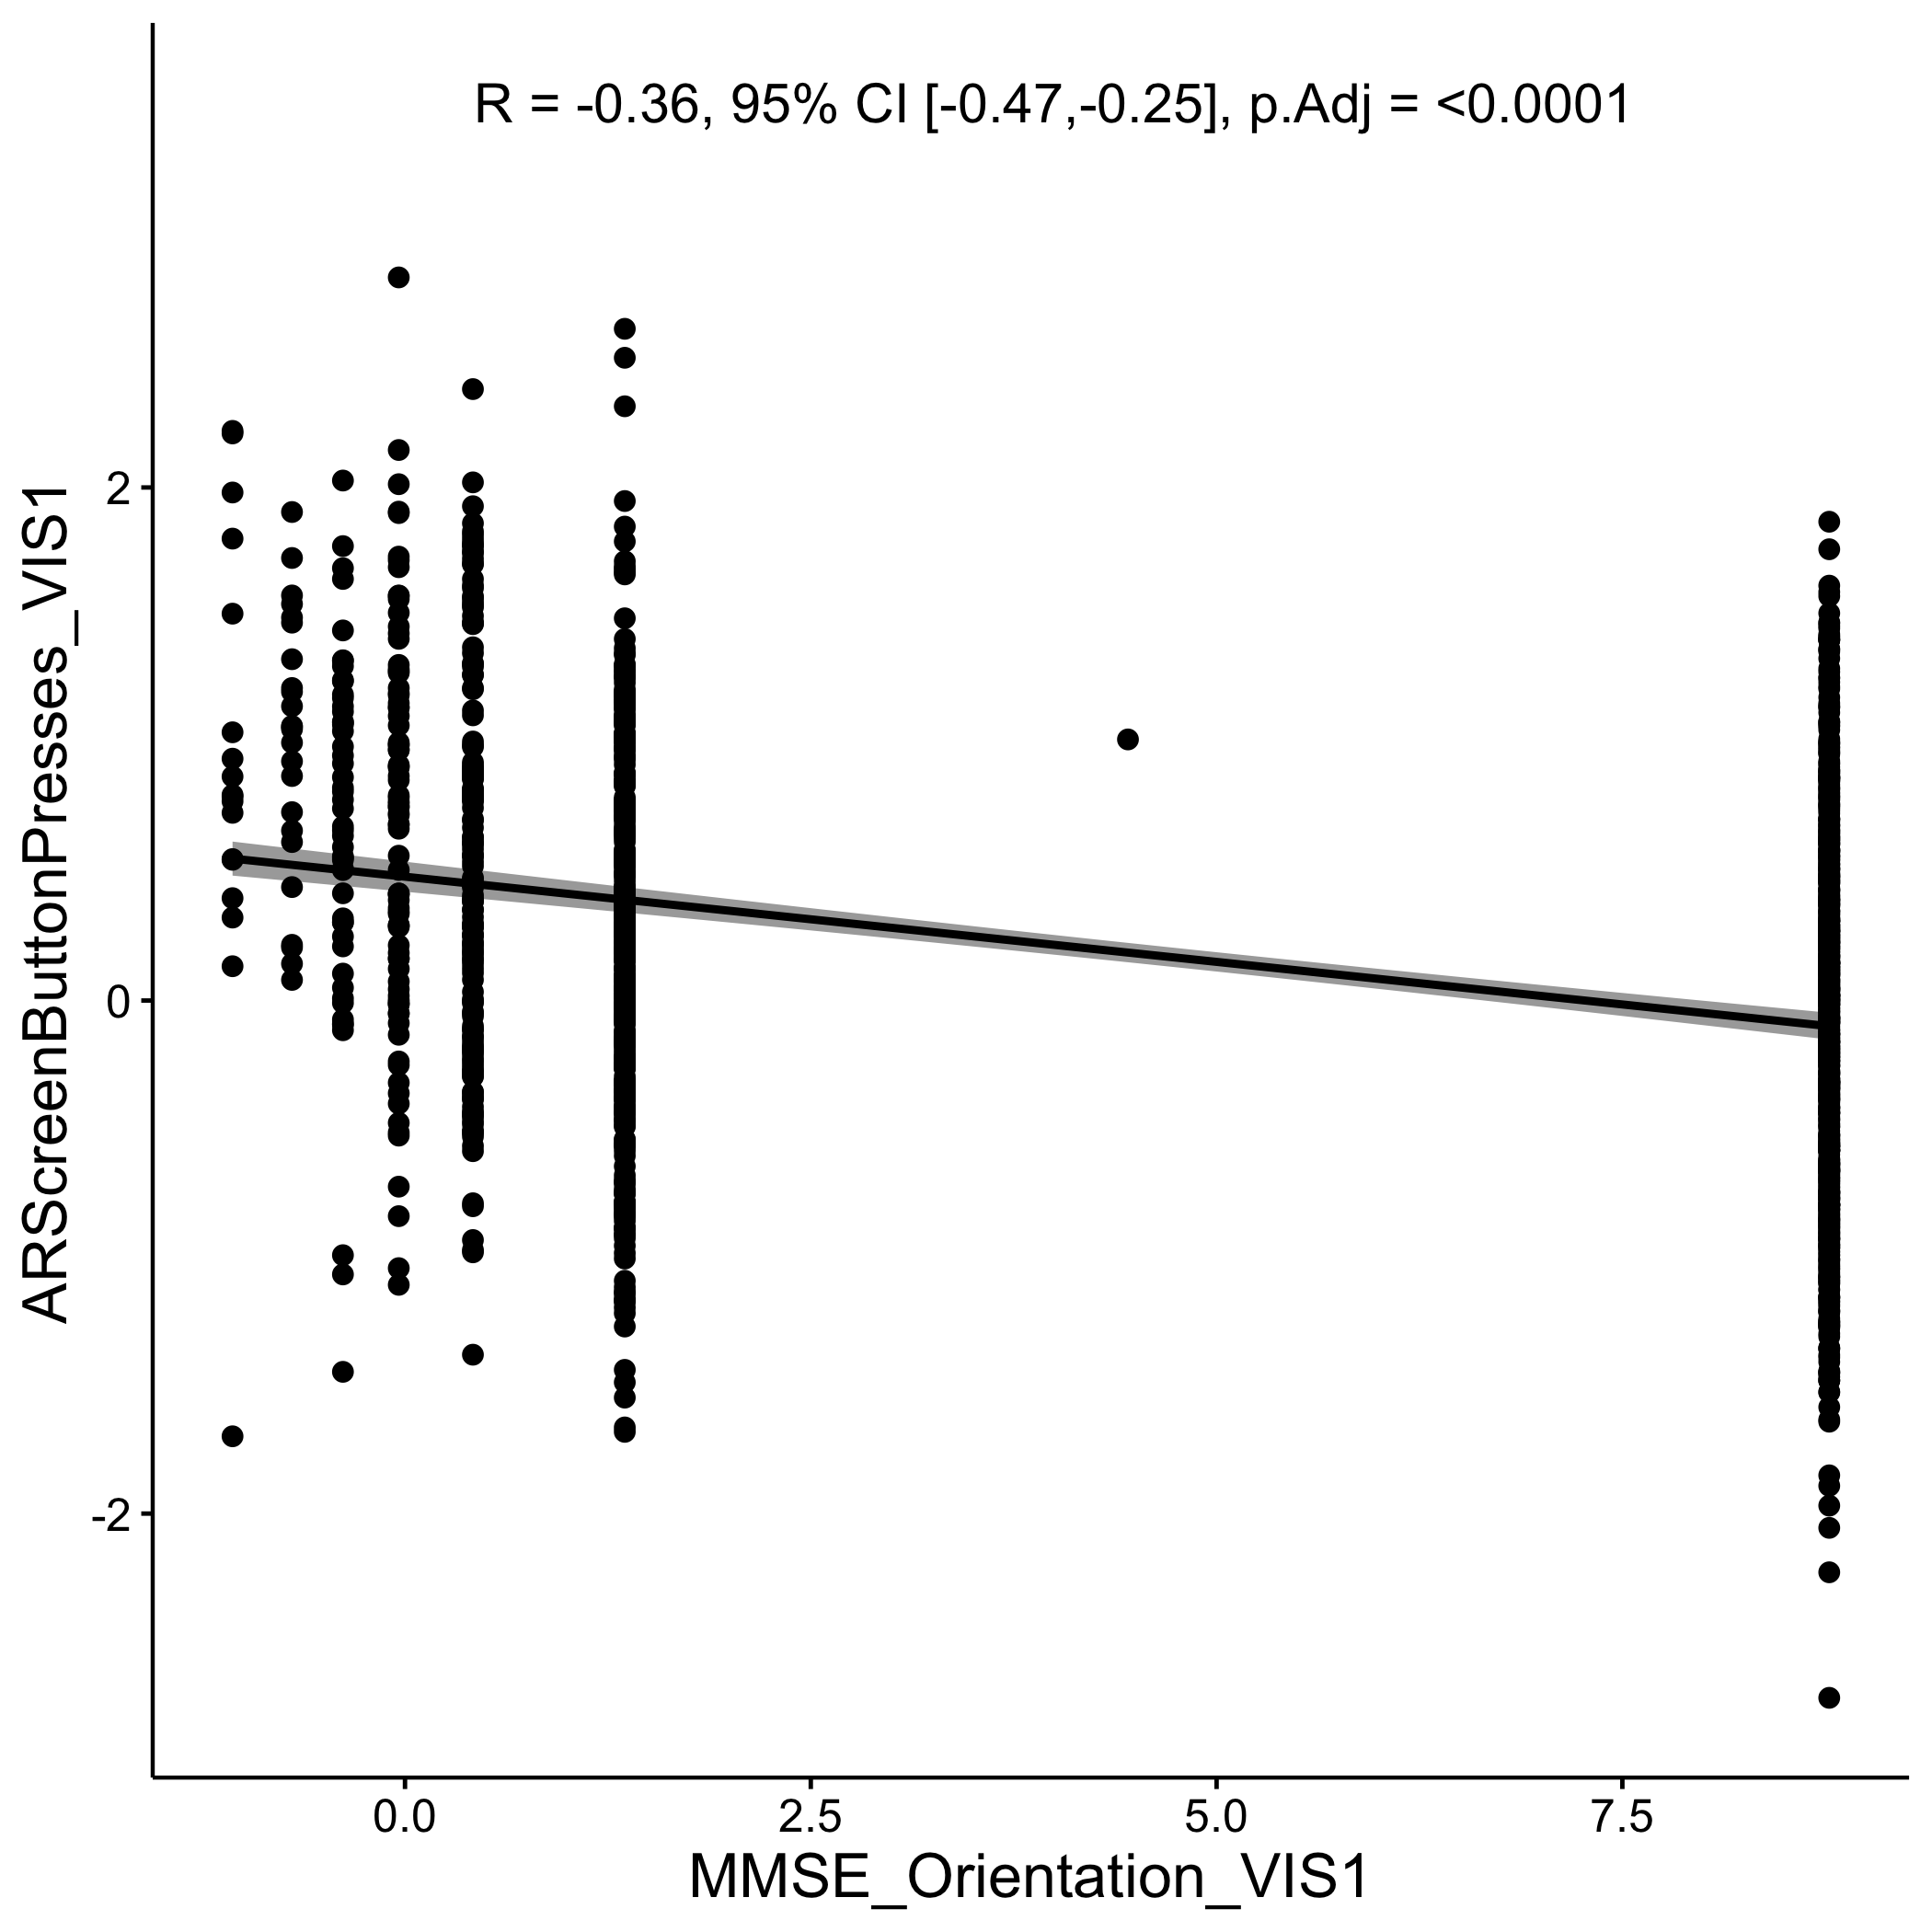 R = -0.36, 95% CI [-0.47,-0.25], p.Adj = <0.0001
ARScreenButtonPresses_VIS1
2
0
-2
0.0 2.5 5.0 7.5
MMSE_Orientation_VIS1